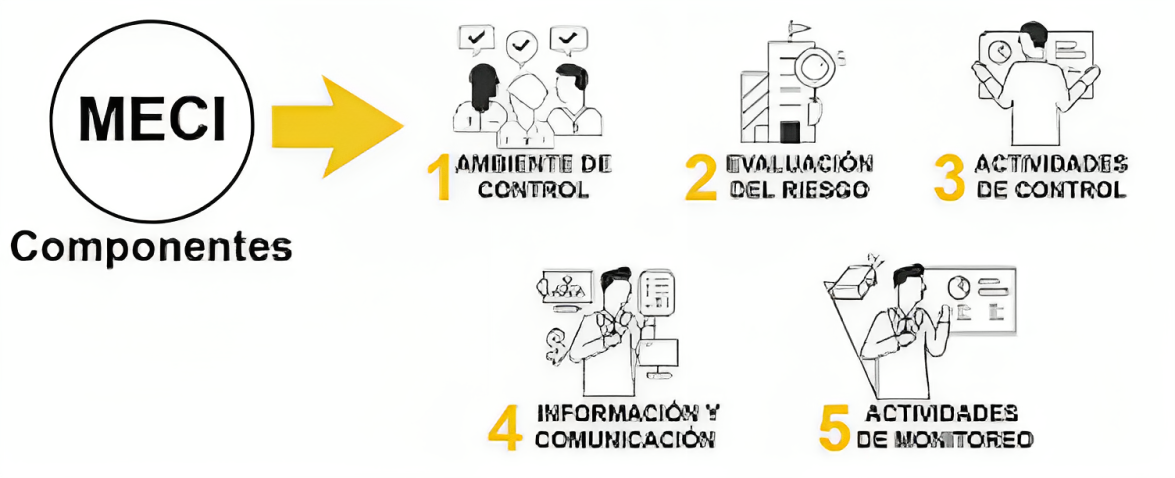 MECI
Componentes
1 AMBIENTE DE
CONTROL
2 EVALUACIÓN
DEL RIESGO
3 ACTIVIDADES
DE CONTROL
4 INFORMACIÓN Y
COMUNICACIÓN
5 ACTIVIDADES
DE MONITOREO